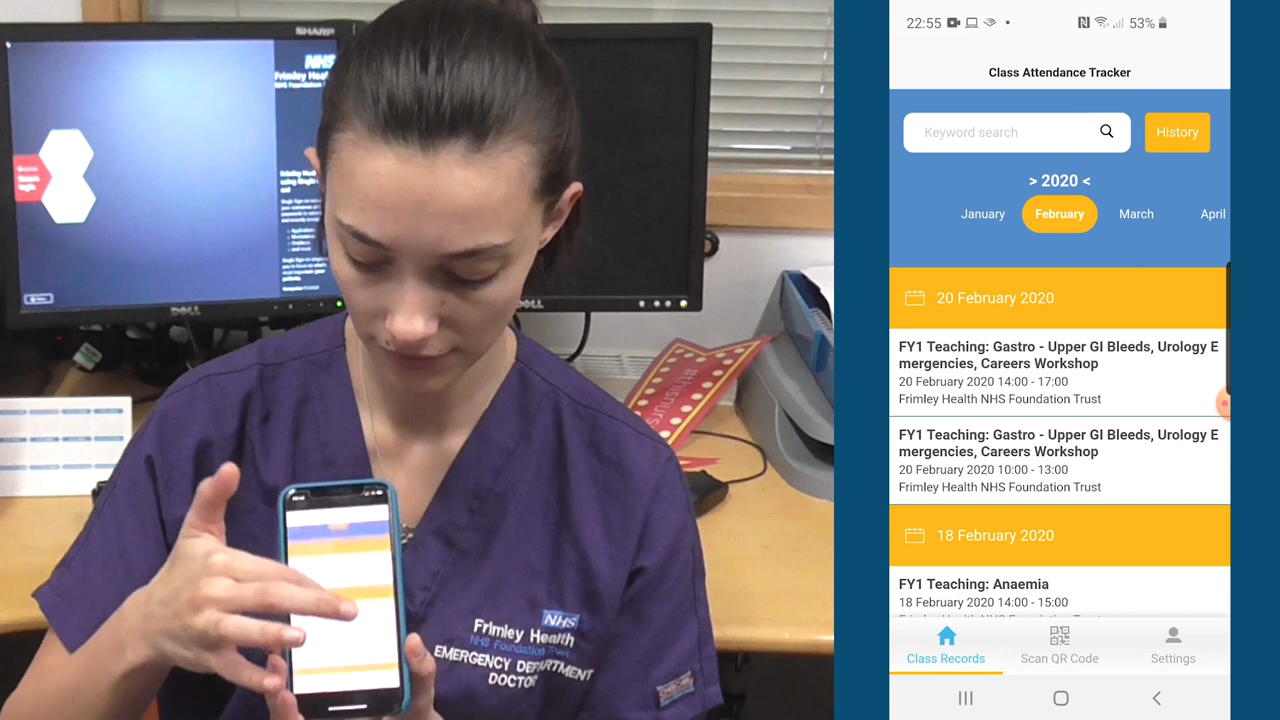 SHARP
NHS
Frimley Heal
NHS Foundation
DELL
DELL
#thisnurs
NHS
Frimley Health
NHS Foundation Trust
EMERGENCY DEPARTMENT
DOCTOR
22:55
53%
Class Attendance Tracker
Keyword search
History
> 2020 <
January
February
March
April
20 February 2020
FY1 Teaching: Gastro - Upper GI Bleeds, Urology E
mergencies, Careers Workshop
20 February 2020 14:00 - 17:00
Frimley Health NHS Foundation Trust
FY1 Teaching: Gastro - Upper GI Bleeds, Urology E
mergencies, Careers Workshop
20 February 2020 10:00 - 13:00
Frimley Health NHS Foundation Trust
18 February 2020
FY1 Teaching: Anaemia
18 February 2020 14:00 - 15:00
Class Records
Scan QR Code
Settings